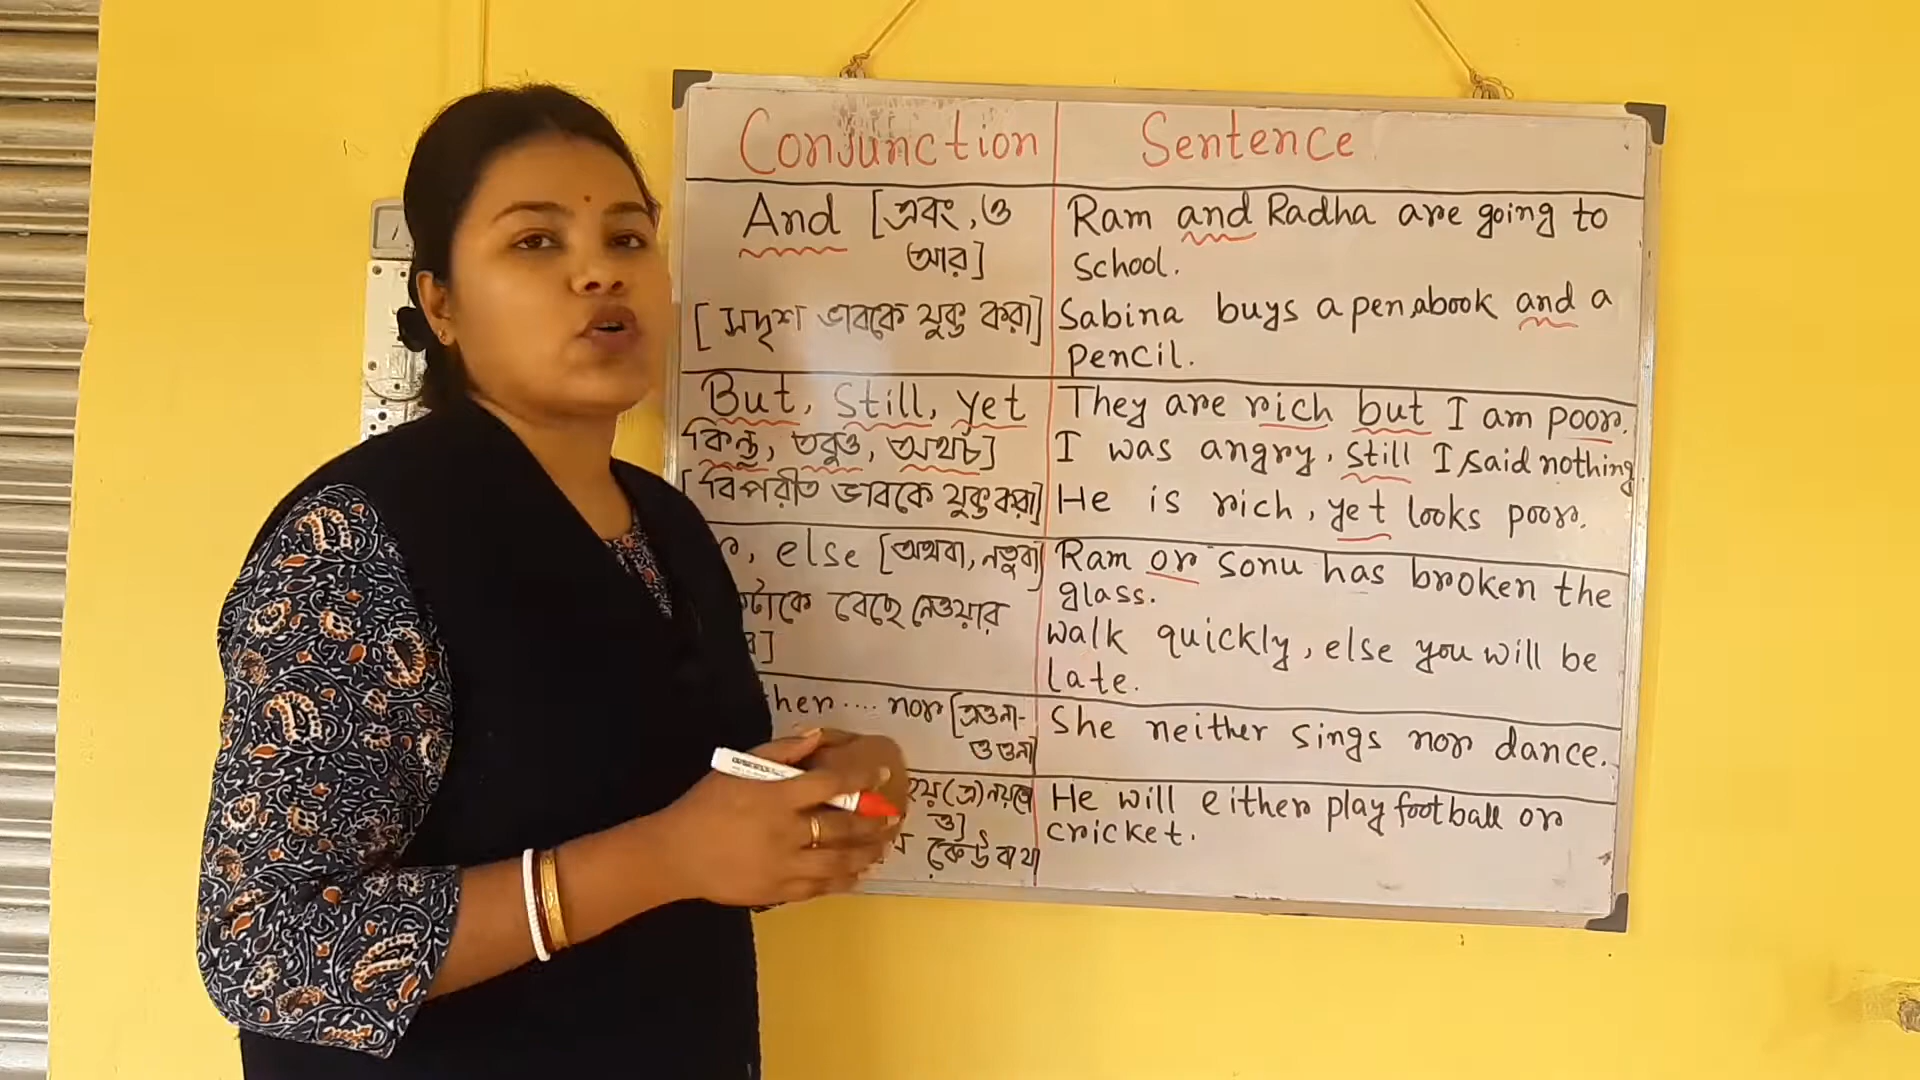 Conjunction
Sentence
And [এবং, ও
আর]
[সদৃশ ভাবকে যুক্ত করা]
Ram and Radha are going to
School.
Sabina buys a pen, a book and a
pencil.
But, Still, yet
কিন্তু, তবুও, অথচ]
[বিপরীত ভাবকে যুক্ত করা]
They are rich but I am poor.
I was angry, still I said nothing
He is rich, yet looks poor.
else [অথবা, নতুবা]
বেছে নেওয়ার
Ram or Sonu has broken the
glass.
Walk quickly, else you will be
late.
nor [এওনা-
ওওনা]
She neither sings nor dance.
He will either play football or
cricket.